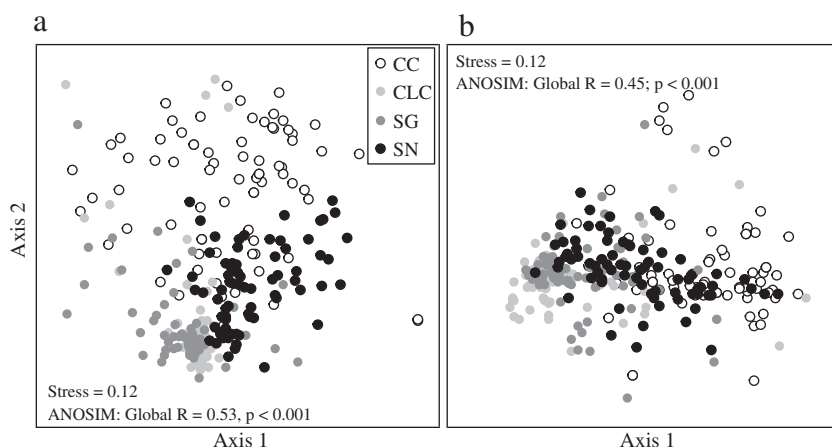 a
CC
CLC
SG
SN
Axis 2
Stress = 0.12
ANOSIM: Global R = 0.53, p < 0.001
Axis 1
b
Stress = 0.12
ANOSIM: Global R = 0.45; p < 0.001
Axis 1